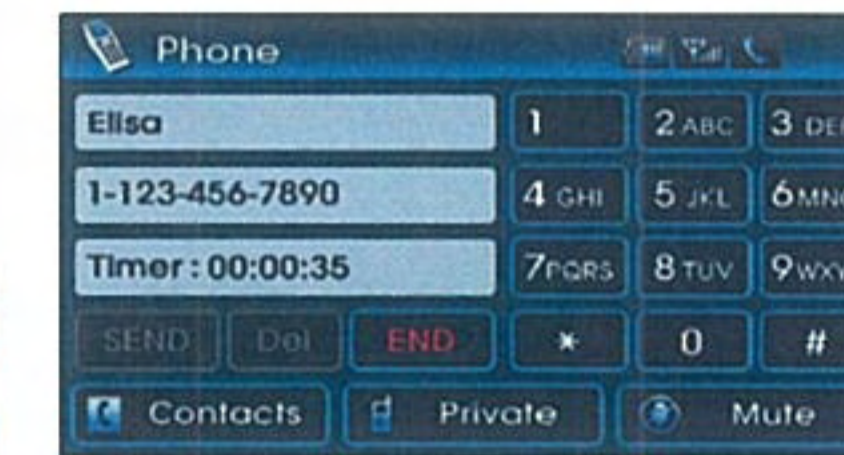 Phone
Elisa
1-123-456-7890
Timer : 00:00:35
SEND Del END
1 2 ABC 3 DEF
4 GHI 5 JKL 6 MNO
7 PQRS 8 TUV 9 WXY
* 0 #
Contacts Private Mute